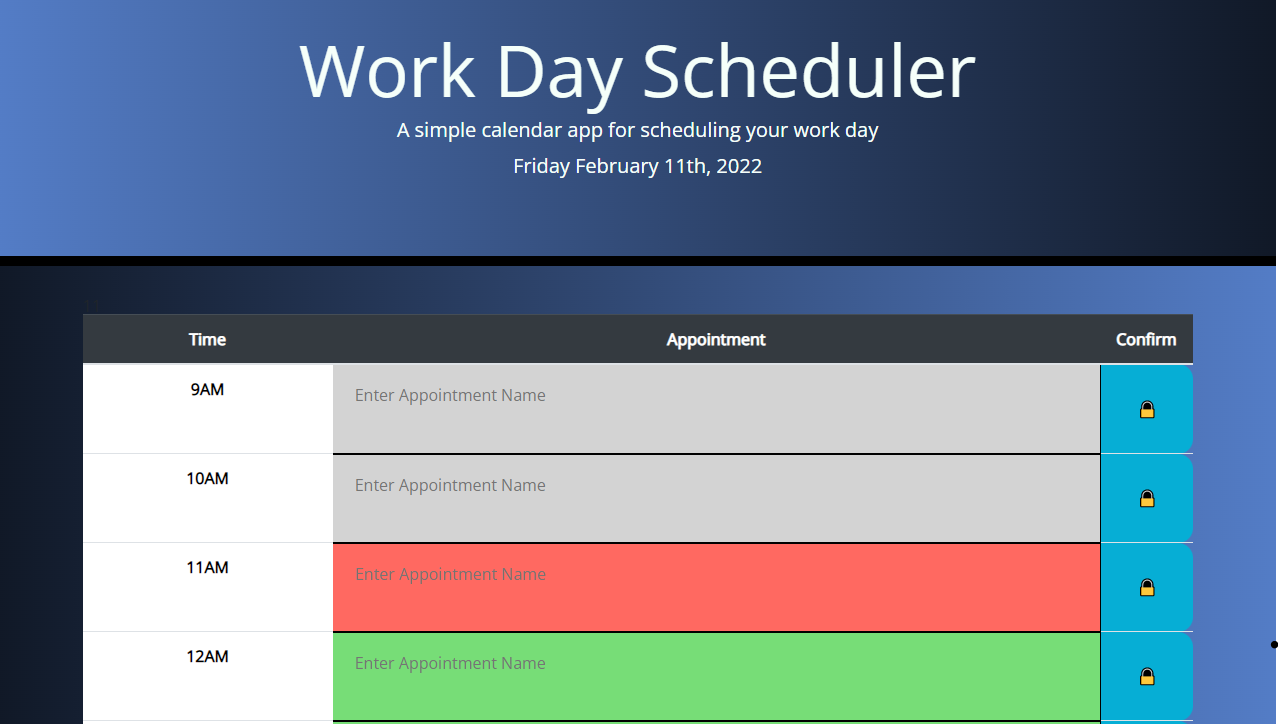 Work Day Scheduler
A simple calendar app for scheduling your work day
Friday February 11th, 2022
Time Appointment Confirm
9AM Enter Appointment Name
10AM Enter Appointment Name
11AM Enter Appointment Name
12AM Enter Appointment Name